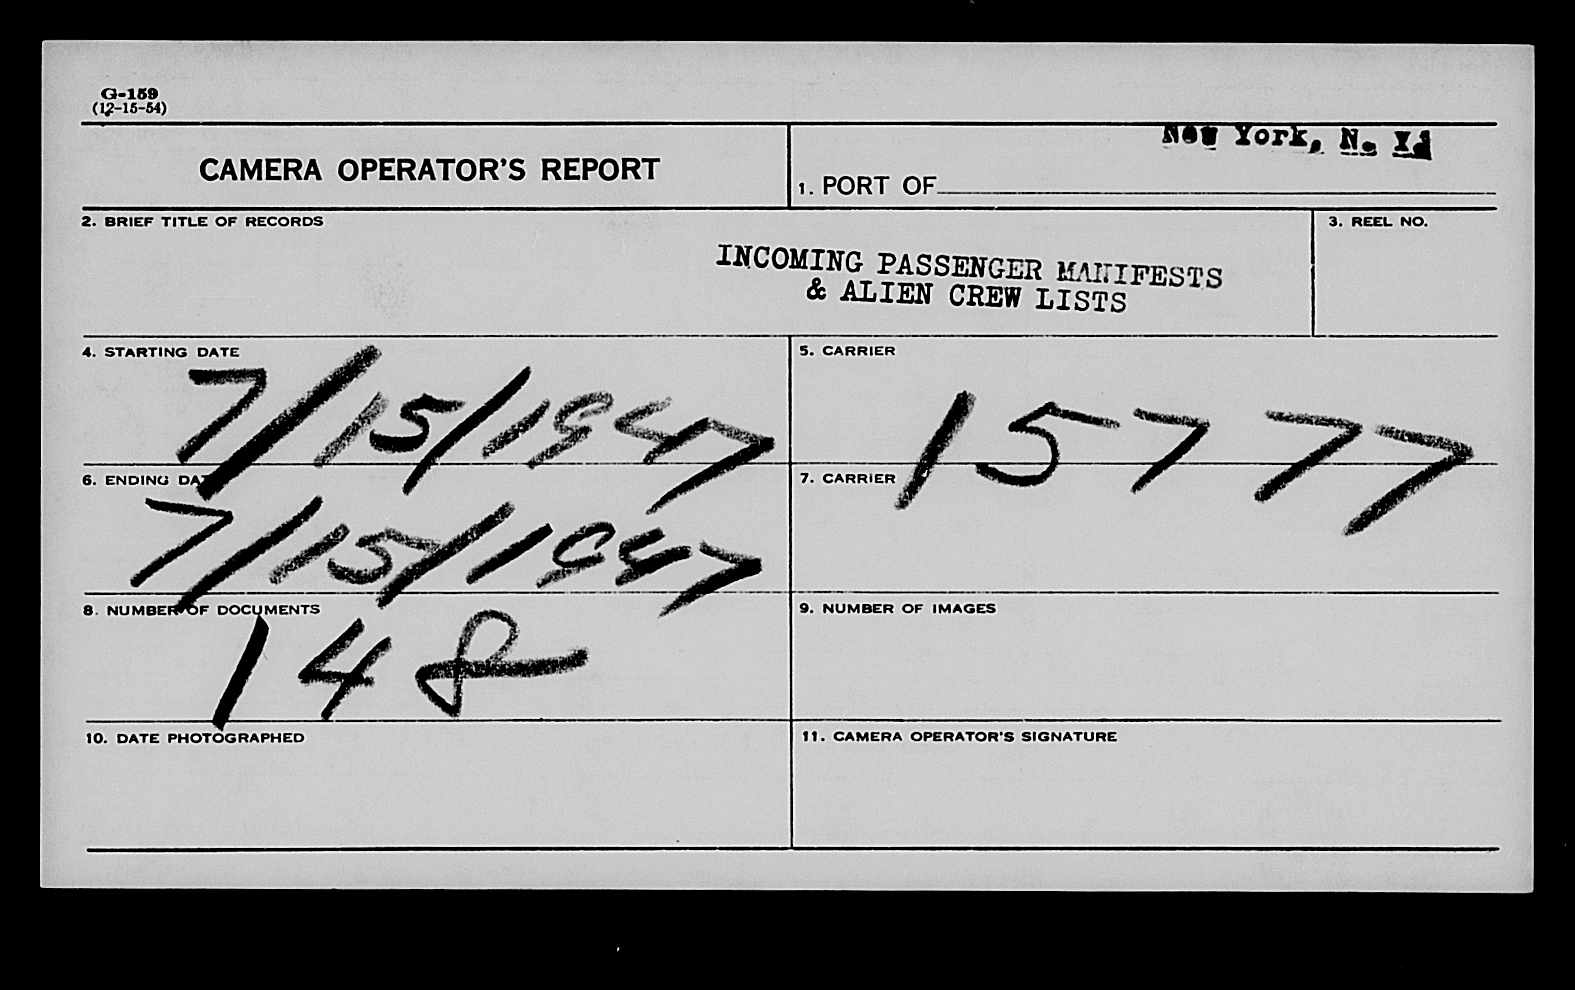 G-159
(12-15-54)
CAMERA OPERATOR'S REPORT
1. PORT OF New York, N. Y.
2. BRIEF TITLE OF RECORDS
INCOMING PASSENGER MANIFESTS
& ALIEN CREW LISTS
3. REEL NO.
4. STARTING DATE
7/15/1947
5. CARRIER
15777
6. ENDING DATE
7/15/1947
7. CARRIER
8. NUMBER OF DOCUMENTS
148
9. NUMBER OF IMAGES
10. DATE PHOTOGRAPHED
11. CAMERA OPERATOR'S SIGNATURE